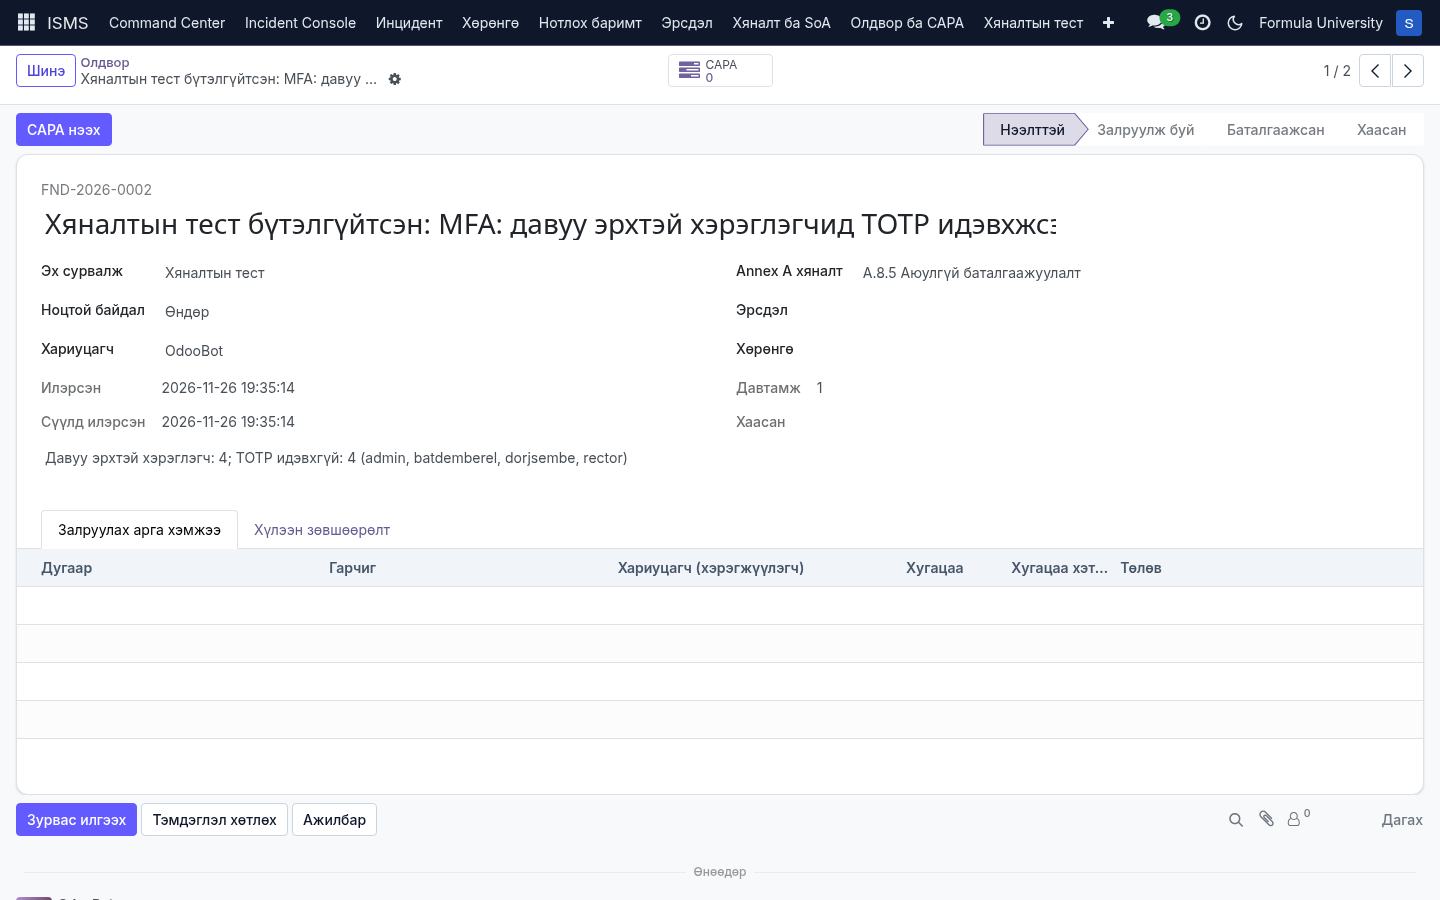 ISMS Command Center Incident Console Инцидент Хөрөнгө Нотлох баримт Эрсдэл Хяналт ба SoA Олдвор ба CAPA Хяналтын тест 3 Formula University S
Шинэ
Олдвор
Хяналтын тест бүтэлгүйтсэн: MFA: давуу ...
CAPA
0
1 / 2
CAPA нээх
Нээлттэй Залруулж буй Баталгаажсан Хаасан
FND-2026-0002
Хяналтын тест бүтэлгүйтсэн: MFA: давуу эрхтэй хэрэглэгчид TOTP идэвхжсэ
Эх сурвалж Хяналтын тест
Annex A хяналт A.8.5 Аюулгүй баталгаажуулалт
Ноцтой байдал Өндөр
Эрсдэл
Хариуцагч OdooBot
Хөрөнгө
Илэрсэн 2026-11-26 19:35:14
Давтамж 1
Сүүлд илэрсэн 2026-11-26 19:35:14
Хаасан
Давуу эрхтэй хэрэглэгч: 4; TOTP идэвхгүй: 4 (admin, batdemberel, dorjsembe, rector)
Залруулах арга хэмжээ Хүлээн зөвшөөрөлт
Дугаар Гарчиг Хариуцагч (хэрэгжүүлэгч) Хугацаа Хугацаа хэт... Төлөв
Зурвас илгээх Тэмдэглэл хөтлөх Ажилбар 0 Дагах
Өнөөдөр